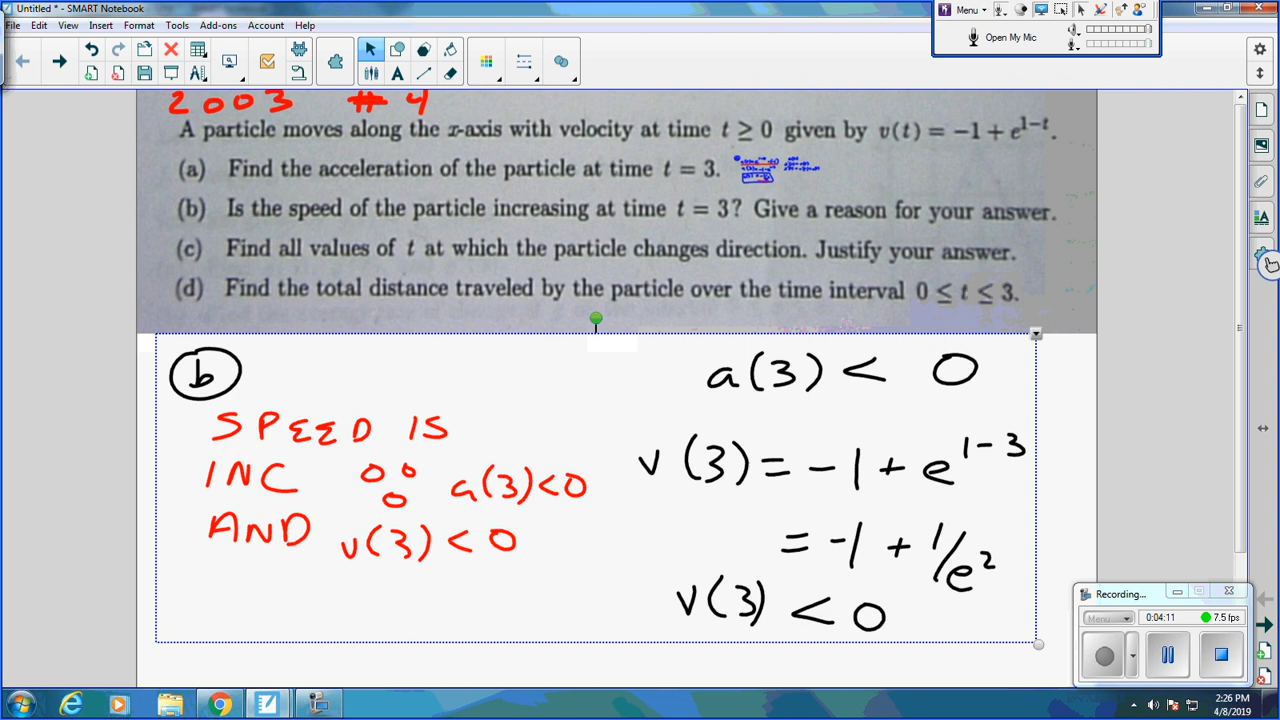 Untitled * - SMART Notebook
File Edit View Insert Format Tools Add-ons Account Help
Menu
Open My Mic
2003 # 4
A particle moves along the x-axis with velocity at time t ≥ 0 given by v(t) = −1 + e^{1−t}.
(a) Find the acceleration of the particle at time t = 3.
(b) Is the speed of the particle increasing at time t = 3? Give a reason for your answer.
(c) Find all values of t at which the particle changes direction. Justify your answer.
(d) Find the total distance traveled by the particle over the time interval 0 ≤ t ≤ 3.
b
SPEED IS
INC ∵ a(3)<0
AND v(3)<0
a(3) < 0
v(3) = −1 + e^{1−3}
= −1 + 1/e^2
v(3) < 0
Recording...
Menu 0:04:11 7.5 fps
2:26 PM
4/8/2019